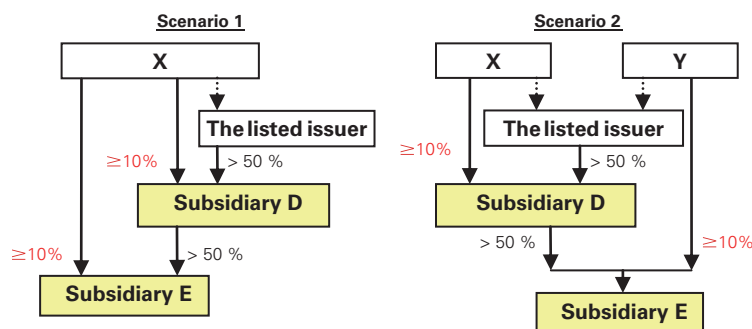 Scenario 1
X
The listed issuer
≥10%
> 50 %
Subsidiary D
≥10%
> 50 %
Subsidiary E
Scenario 2
X
Y
The listed issuer
≥10%
> 50 %
Subsidiary D
> 50 %
≥10%
Subsidiary E